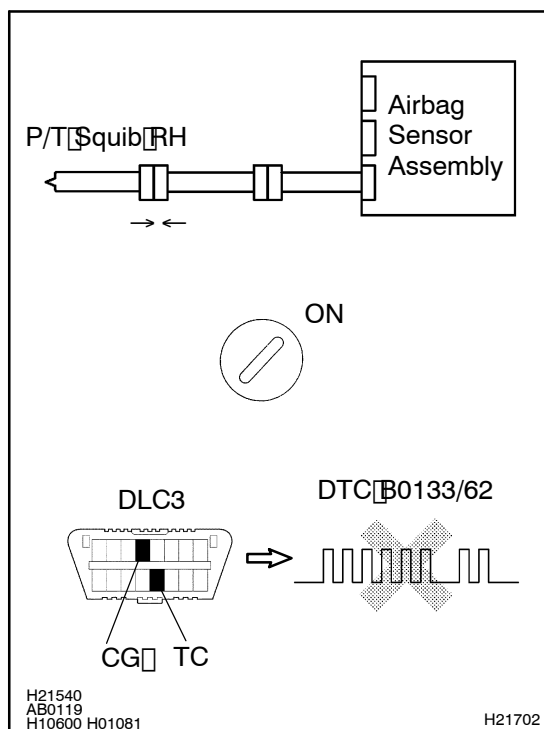 Airbag
Sensor
Assembly
P/T▯Squib▯RH
ON
DLC3
DTC▯B0133/62
CG▯ TC
H21540
AB0119
H10600 H01081
H21702